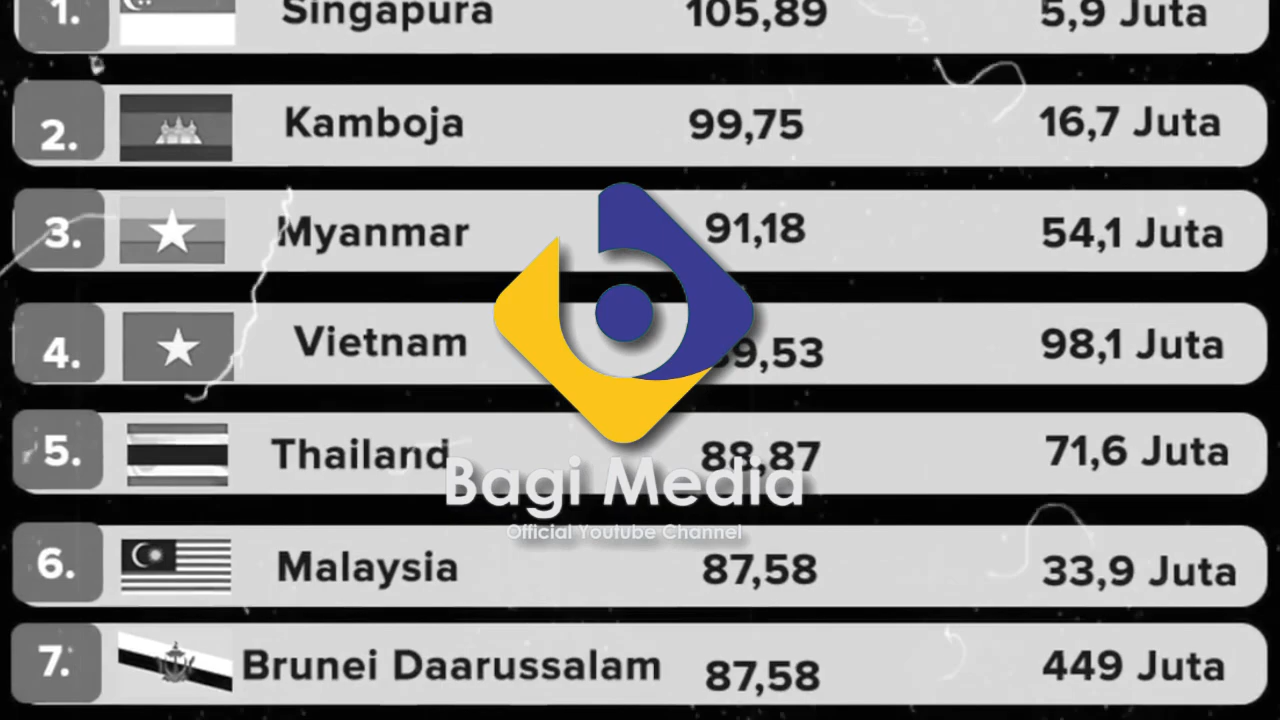 1. Singapura 105,89 5,9 Juta
2. Kamboja 99,75 16,7 Juta
3. Myanmar 91,18 54,1 Juta
4. Vietnam 9,53 98,1 Juta
5. Thailand 88,87 71,6 Juta
Bagi Media
Official Youtube Channel
6. Malaysia 87,58 33,9 Juta
7. Brunei Daarussalam 87,58 449 Juta